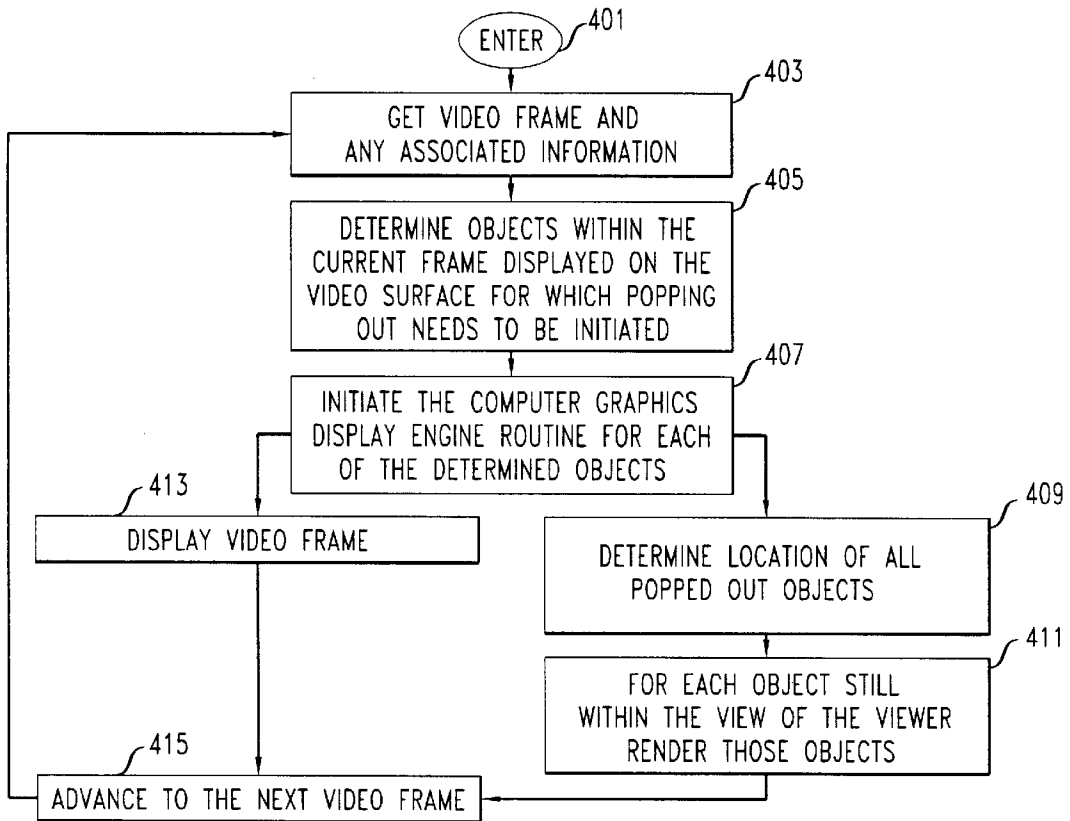 ENTER
401
403
GET VIDEO FRAME AND
ANY ASSOCIATED INFORMATION
405
DETERMINE OBJECTS WITHIN THE
CURRENT FRAME DISPLAYED ON THE
VIDEO SURFACE FOR WHICH POPPING
OUT NEEDS TO BE INITIATED
407
INITIATE THE COMPUTER GRAPHICS
DISPLAY ENGINE ROUTINE FOR EACH
OF THE DETERMINED OBJECTS
413
DISPLAY VIDEO FRAME
409
DETERMINE LOCATION OF ALL
POPPED OUT OBJECTS
411
FOR EACH OBJECT STILL
WITHIN THE VIEW OF THE VIEWER
RENDER THOSE OBJECTS
415
ADVANCE TO THE NEXT VIDEO FRAME